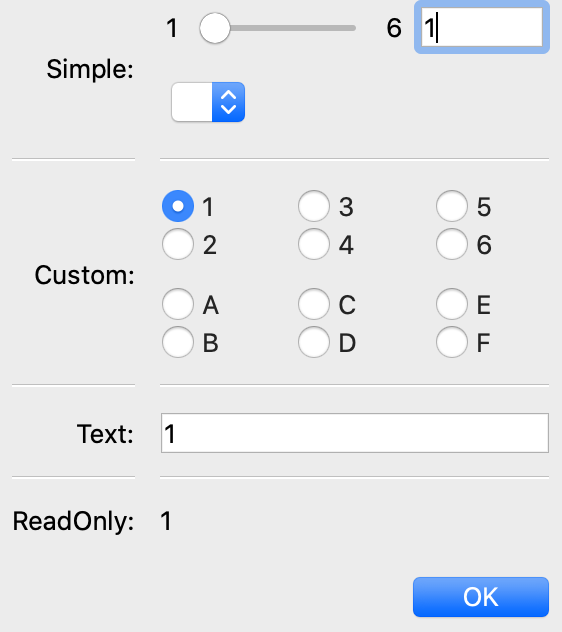 1 6 1
Simple:
1 3 5
2 4 6
Custom:
A C E
B D F
Text: 1
ReadOnly: 1
OK